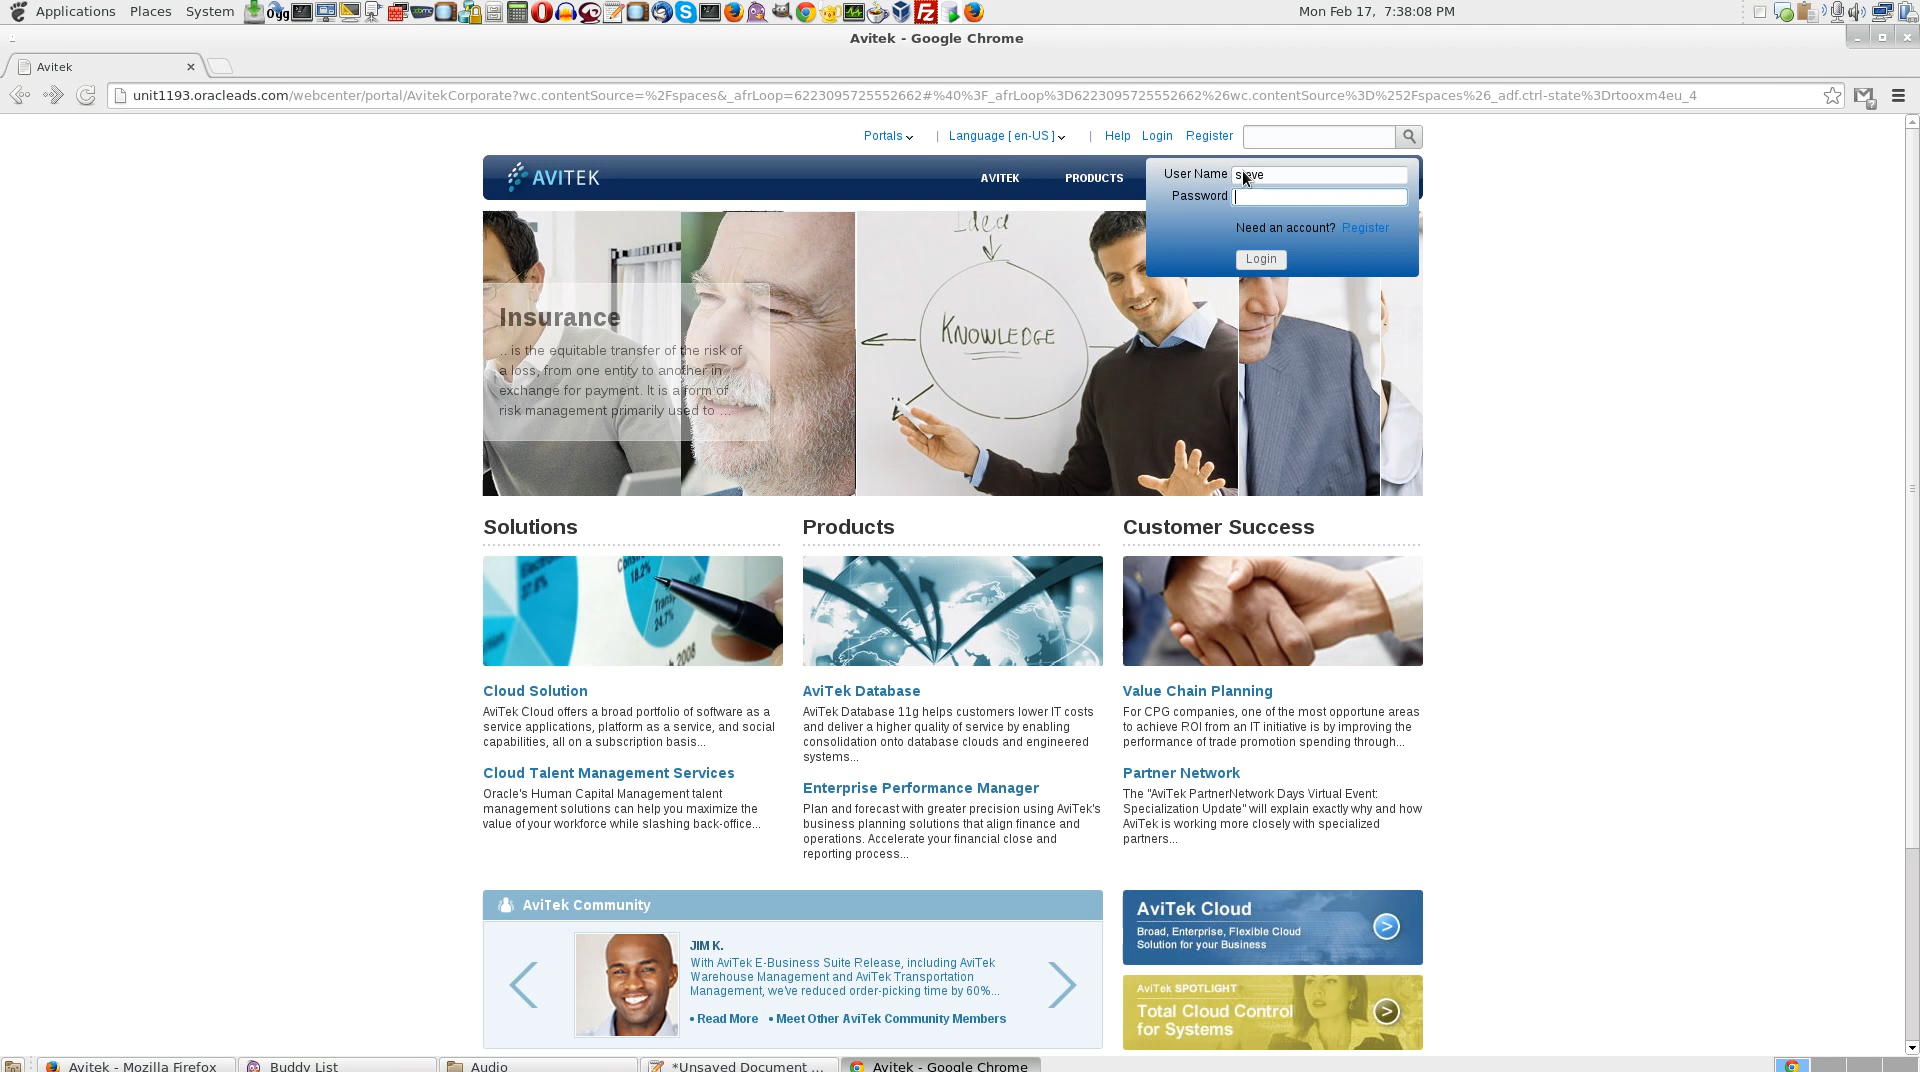 Applications Places System
Mon Feb 17, 7:38:08 PM
Avitek - Google Chrome
Avitek
unit1193.oracleads.com/webcenter/portal/AvitekCorporate?wc.contentSource=%2Fspaces&_afrLoop=6223095725552662#%40%3F_afrLoop%3D6223095725552662%26wc.contentSource%3D%252Fspaces%26_adf.ctrl-state%3Drtooxm4eu_4
Portals | Language [ en-US ] | Help Login Register
AVITEK AVITEK PRODUCTS
User Name
Password
Need an account? Register
Login
Idea
KNOWLEDGE
Insurance
.. is the equitable transfer of the risk of
a loss, from one entity to another in
exchange for payment. It is a form of
risk management primarily used to ...
Solutions
18.2%
24.7%
2008
Cloud Solution
AviTek Cloud offers a broad portfolio of software as a
service applications, platform as a service, and social
capabilities, all on a subscription basis...
Cloud Talent Management Services
Oracle's Human Capital Management talent
management solutions can help you maximize the
value of your workforce while slashing back-office...
Products
AviTek Database
AviTek Database 11g helps customers lower IT costs
and deliver a higher quality of service by enabling
consolidation onto database clouds and engineered
systems...
Enterprise Performance Manager
Plan and forecast with greater precision using AviTek's
business planning solutions that align finance and
operations. Accelerate your financial close and
reporting process...
Customer Success
Value Chain Planning
For CPG companies, one of the most opportune areas
to achieve ROI from an IT initiative is by improving the
performance of trade promotion spending through...
Partner Network
The "AviTek PartnerNetwork Days Virtual Event:
Specialization Update" will explain exactly why and how
AviTek is working more closely with specialized
partners...
AviTek Community
JIM K.
With AviTek E-Business Suite Release, including AviTek
Warehouse Management and AviTek Transportation
Management, we've reduced order-picking time by 60%...
• Read More • Meet Other AviTek Community Members
AviTek Cloud
Broad, Enterprise, Flexible Cloud
Solution for your Business
AviTek SPOTLIGHT
Total Cloud Control
for Systems
Avitek - Mozilla Firefox
Buddy List
Audio
*Unsaved Document ...
Avitek - Google Chrome